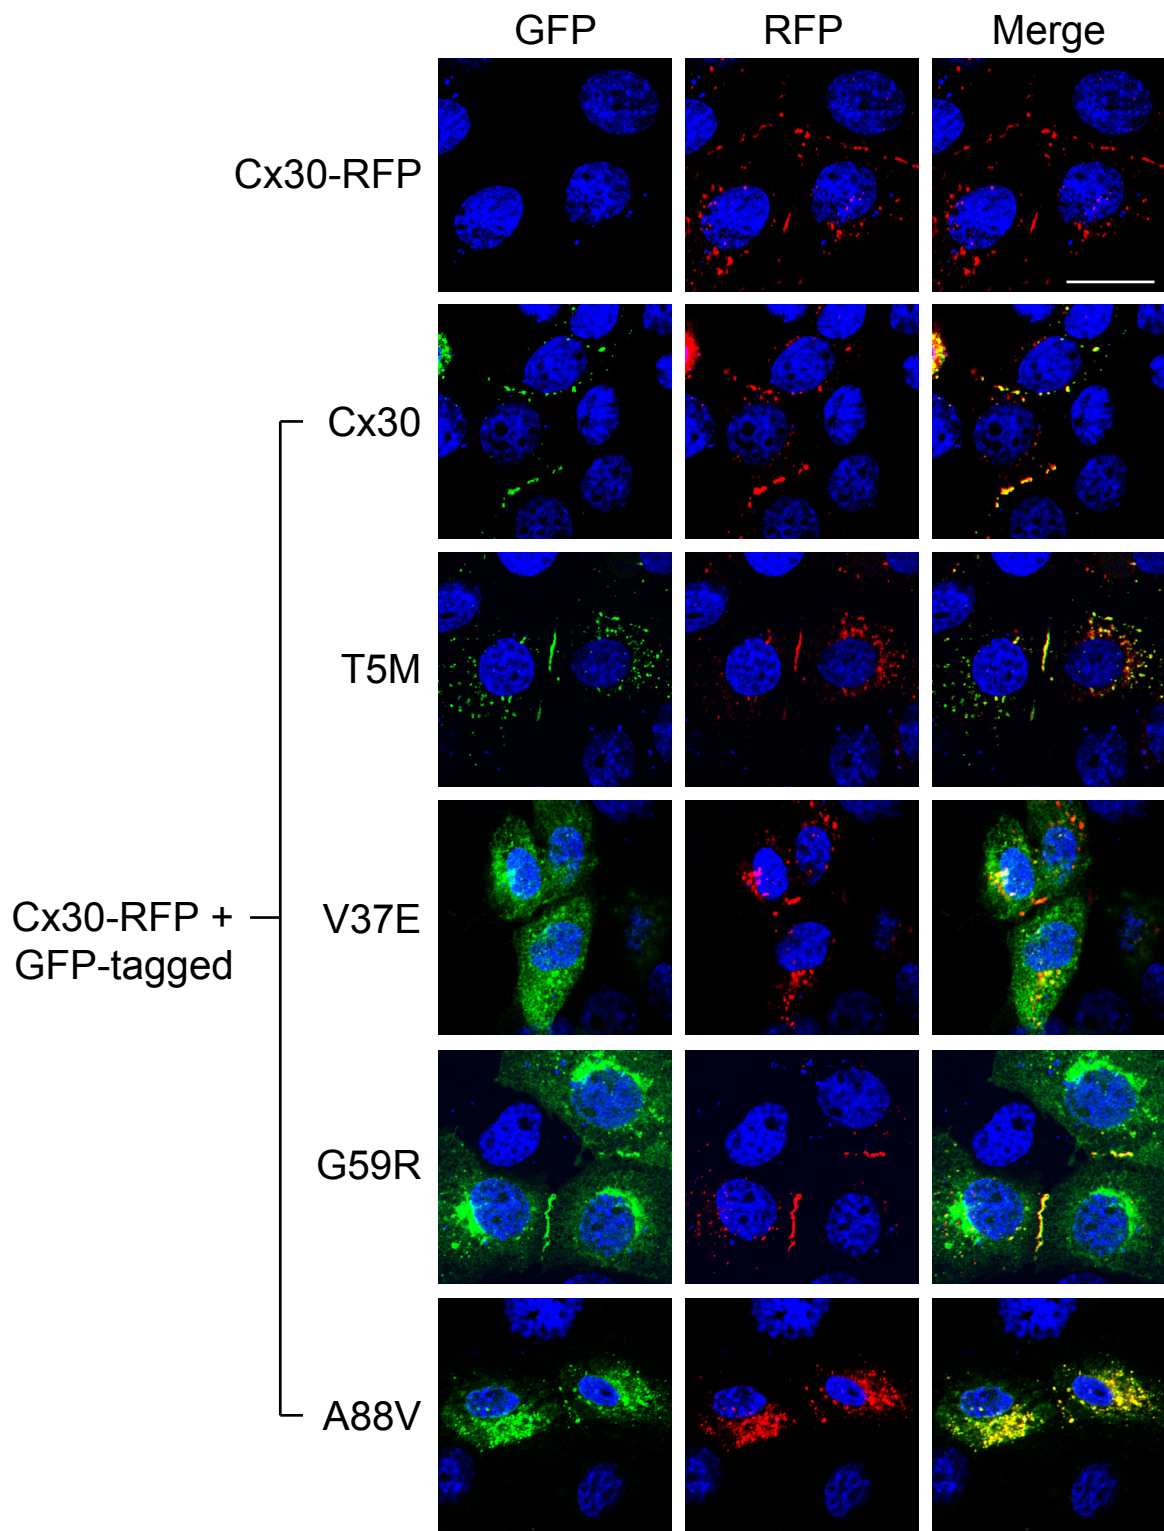 GFP RFP Merge
Cx30-RFP
Cx30
T5M
V37E
Cx30-RFP +
GFP-tagged
G59R
A88V